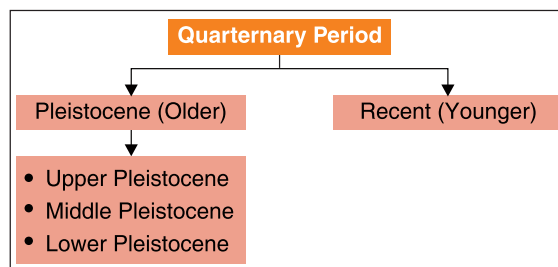 Quarternary Period
Pleistocene (Older)
Recent (Younger)
• Upper Pleistocene
• Middle Pleistocene
• Lower Pleistocene